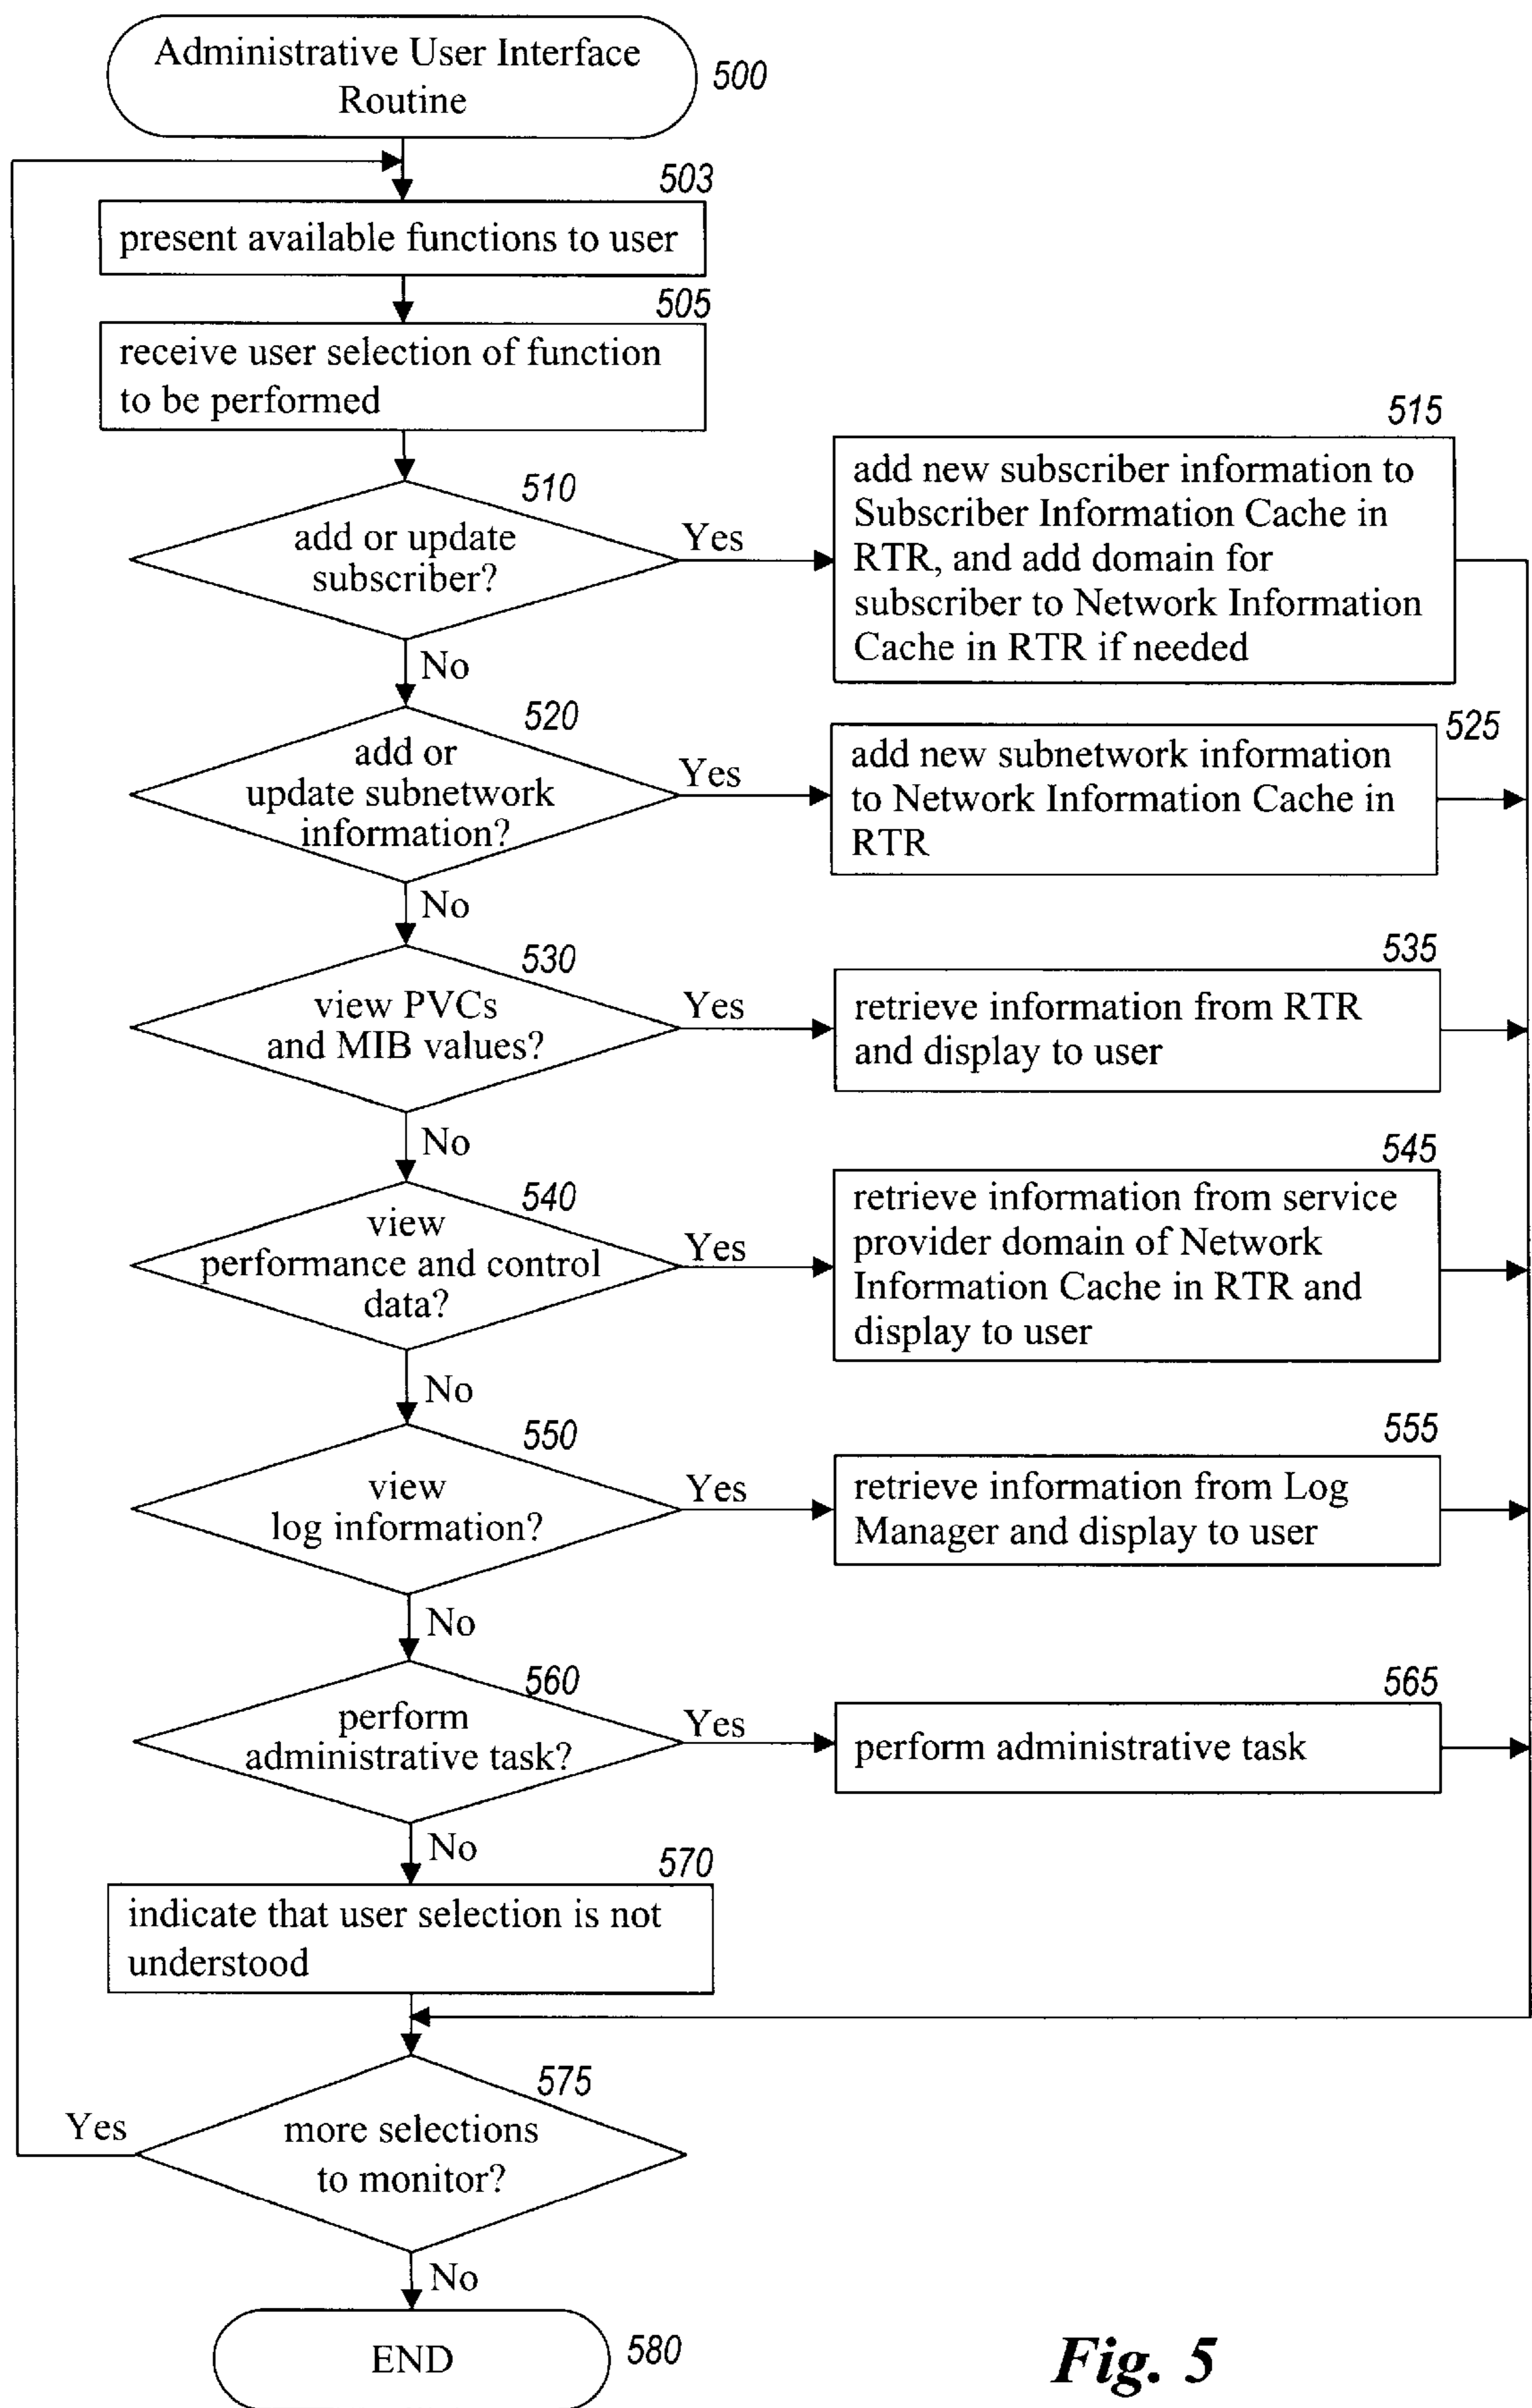 Administrative User Interface
Routine
500
503
present available functions to user
505
receive user selection of function
to be performed
510
add or update
subscriber?
Yes
No
515
add new subscriber information to
Subscriber Information Cache in
RTR, and add domain for
subscriber to Network Information
Cache in RTR if needed
520
add or
update subnetwork
information?
Yes
No
525
add new subnetwork information
to Network Information Cache in
RTR
530
view PVCs
and MIB values?
Yes
No
535
retrieve information from RTR
and display to user
540
view
performance and control
data?
Yes
No
545
retrieve information from service
provider domain of Network
Information Cache in RTR and
display to user
550
view
log information?
Yes
No
555
retrieve information from Log
Manager and display to user
560
perform
administrative task?
Yes
No
565
perform administrative task
570
indicate that user selection is not
understood
575
more selections
to monitor?
Yes
No
END
580
Fig. 5